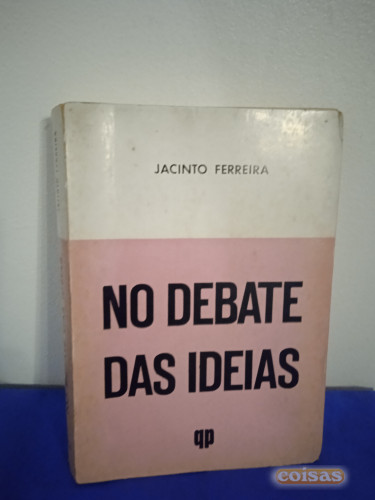 JACINTO FERREIRA
NO DEBATE
DAS IDEIAS
qp
coisas